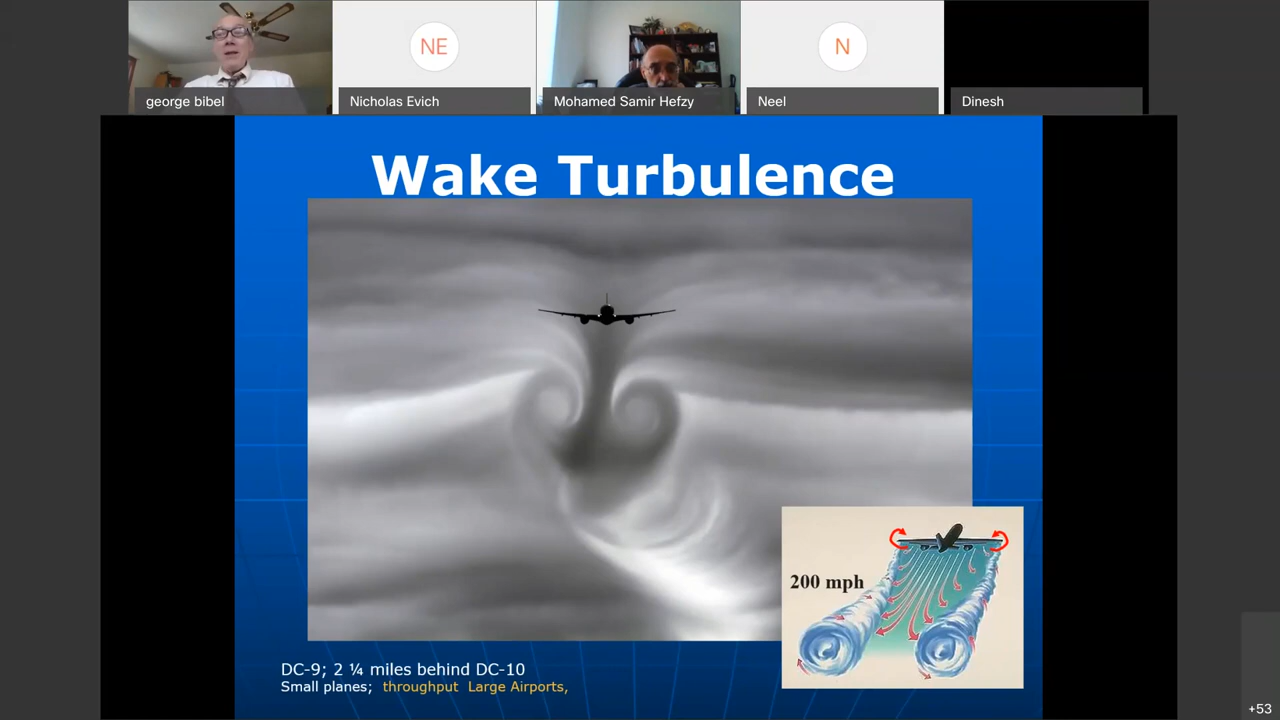 george bibel
NE
Nicholas Evich
Mohamed Samir Hefzy
N
Neel
Dinesh
Wake Turbulence
200 mph
DC-9; 2 ¼ miles behind DC-10
Small planes; throughput Large Airports,
+53